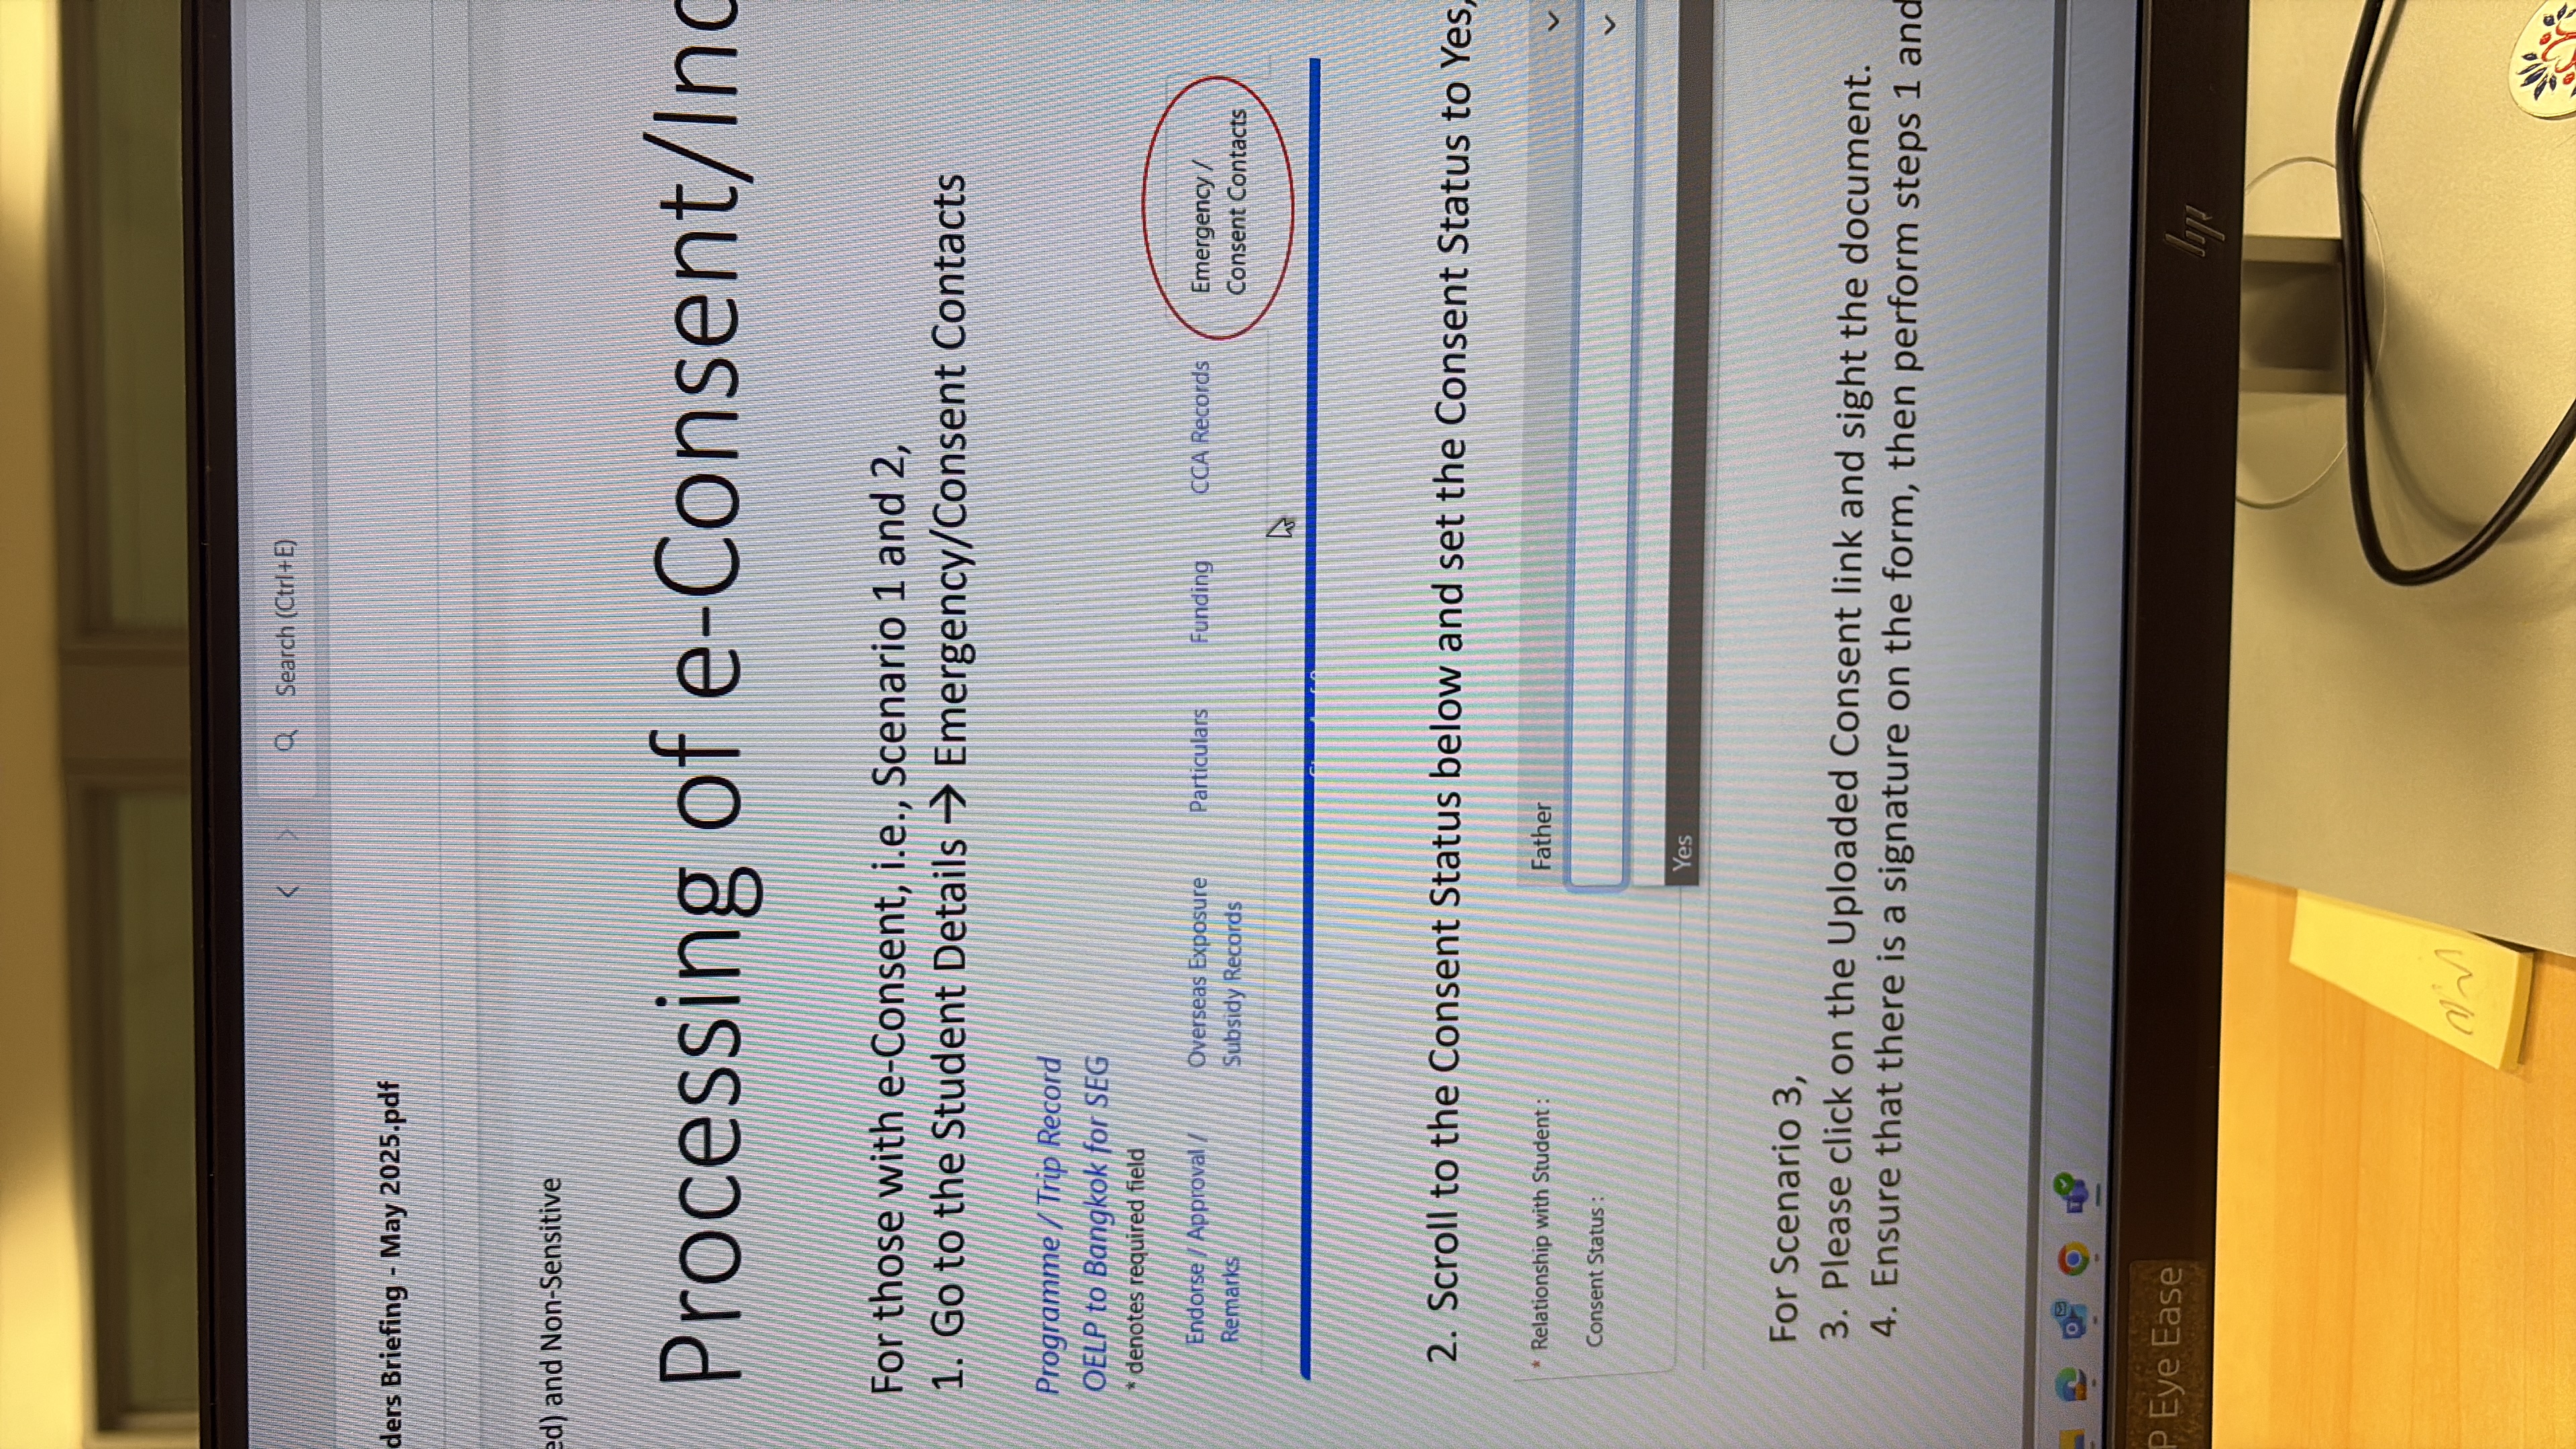 Search (Ctrl+E)
ders Briefing - May 2025.pdf
ed) and Non-Sensitive
Processing of e-Consent/Inc
For those with e-Consent, i.e., Scenario 1 and 2,
1. Go to the Student Details → Emergency/Consent Contacts
Programme / Trip Record
OELP to Bangkok for SEG
* denotes required field
Endorse / Approval / Remarks
Overseas Exposure Subsidy Records
Particulars
Funding
CCA Records
Emergency / Consent Contacts
2. Scroll to the Consent Status below and set the Consent Status to Yes,
* Relationship with Student : Father
Consent Status :
Yes
For Scenario 3,
3. Please click on the Uploaded Consent link and sight the document.
4. Ensure that there is a signature on the form, then perform steps 1 and
P Eye Ease
hp